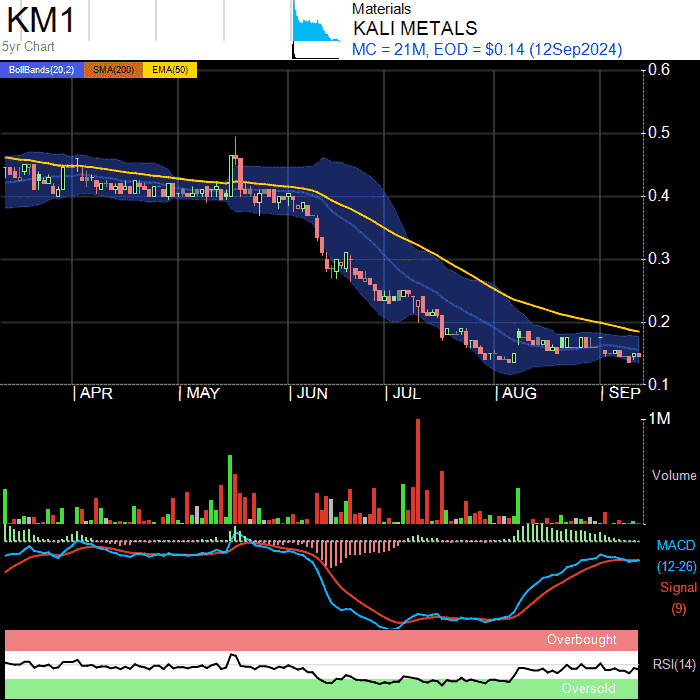 KM1
5yr Chart
Materials
KALI METALS
MC = 21M, EOD = $0.14 (12Sep2024)
BollBands(20,2) SMA(200) EMA(50)
0.6
0.5
0.4
0.3
0.2
0.1
APR MAY JUN JUL AUG SEP
1M
Volume
MACD
(12-26)
Signal
(9)
Overbought
RSI(14)
Oversold